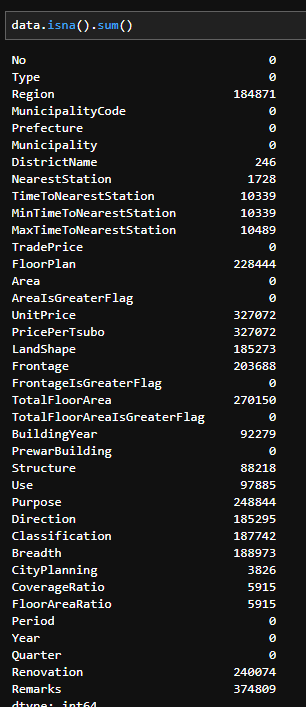 data.isna().sum()
No 0
Type 0
Region 184871
MunicipalityCode 0
Prefecture 0
Municipality 0
DistrictName 246
NearestStation 1728
TimeToNearestStation 10339
MinTimeToNearestStation 10339
MaxTimeToNearestStation 10489
TradePrice 0
FloorPlan 228444
Area 0
AreaIsGreaterFlag 0
UnitPrice 327072
PricePerTsubo 327072
LandShape 185273
Frontage 203688
FrontageIsGreaterFlag 0
TotalFloorArea 270150
TotalFloorAreaIsGreaterFlag 0
BuildingYear 92279
PrewarBuilding 0
Structure 88218
Use 97885
Purpose 248844
Direction 185295
Classification 187742
Breadth 188973
CityPlanning 3826
CoverageRatio 5915
FloorAreaRatio 5915
Period 0
Year 0
Quarter 0
Renovation 240074
Remarks 374809
dtype: int64